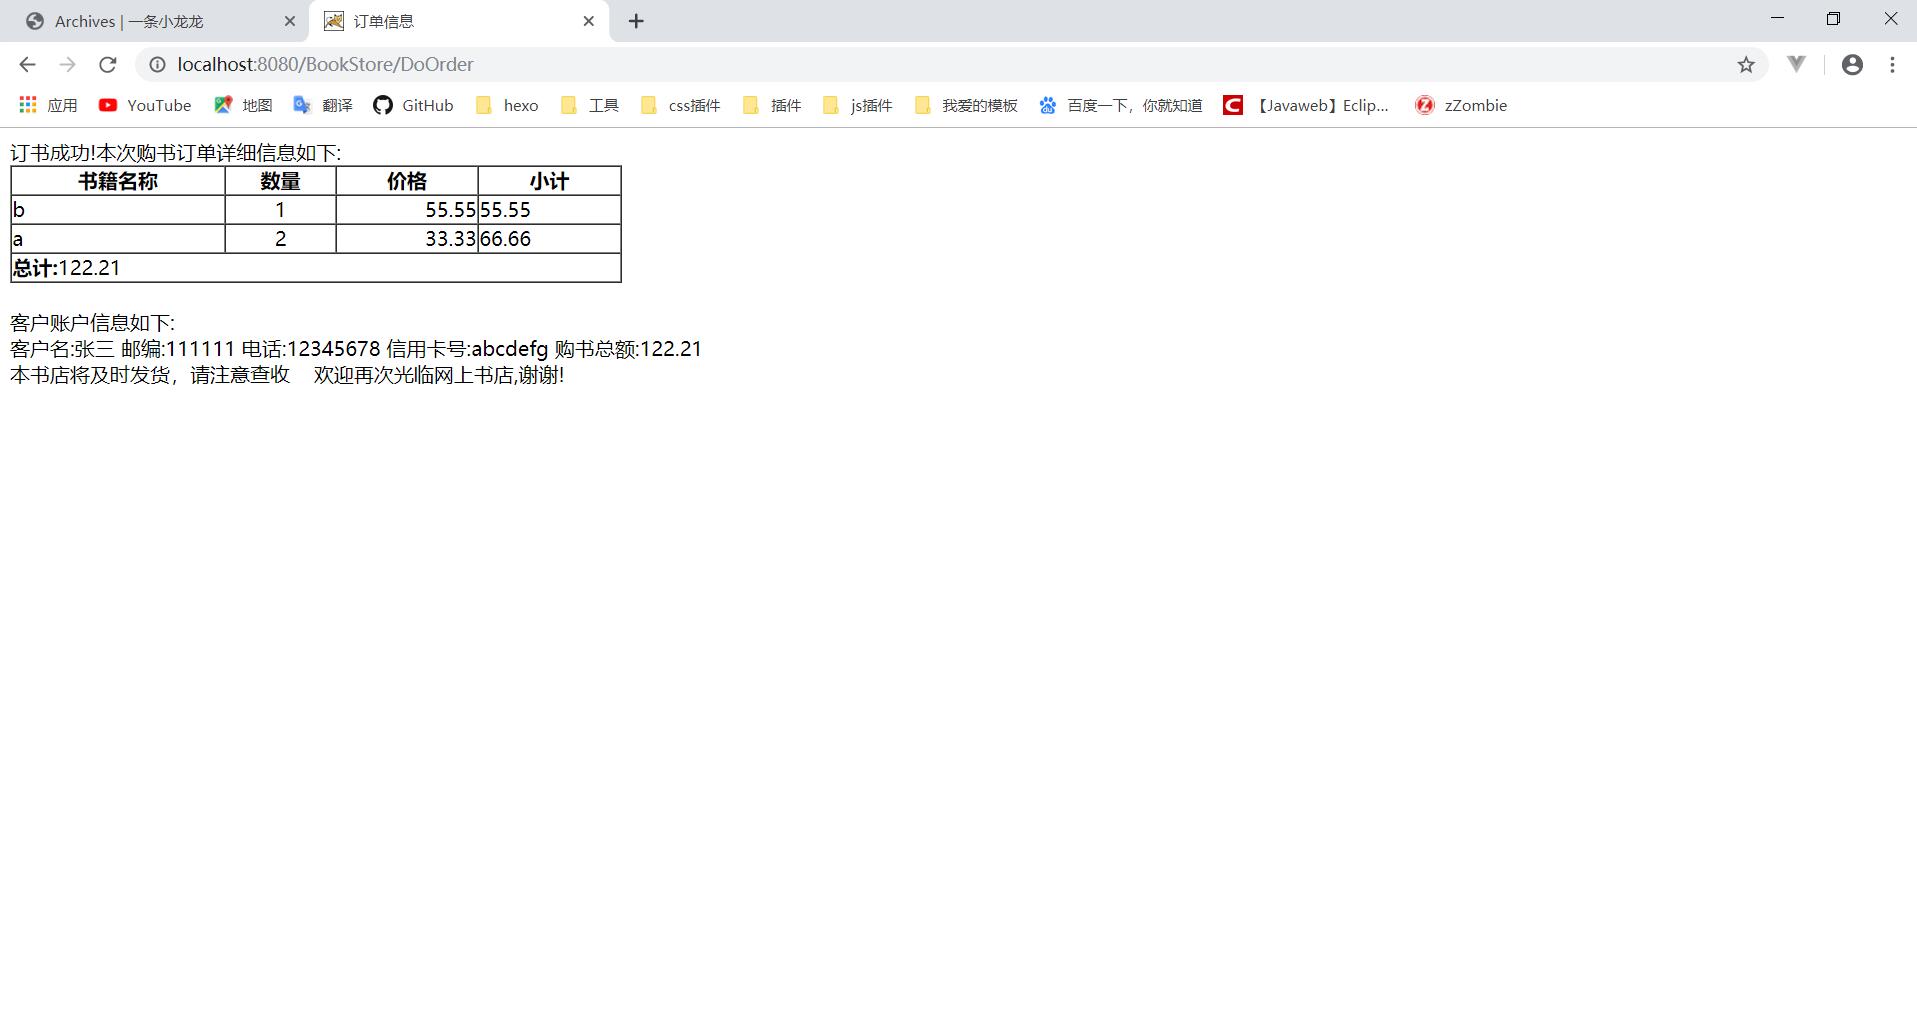 Archives | 一条小龙龙 订单信息
localhost:8080/BookStore/DoOrder
应用 YouTube 地图 翻译 GitHub hexo 工具 css插件 插件 js插件 我爱的模板 百度一下，你就知道 【Javaweb】Eclip... zZombie
订书成功!本次购书订单详细信息如下:
书籍名称 数量 价格 小计
b 1 55.55 55.55
a 2 33.33 66.66
总计:122.21
客户账户信息如下:
客户名:张三 邮编:111111 电话:12345678 信用卡号:abcdefg 购书总额:122.21
本书店将及时发货，请注意查收 欢迎再次光临网上书店,谢谢!